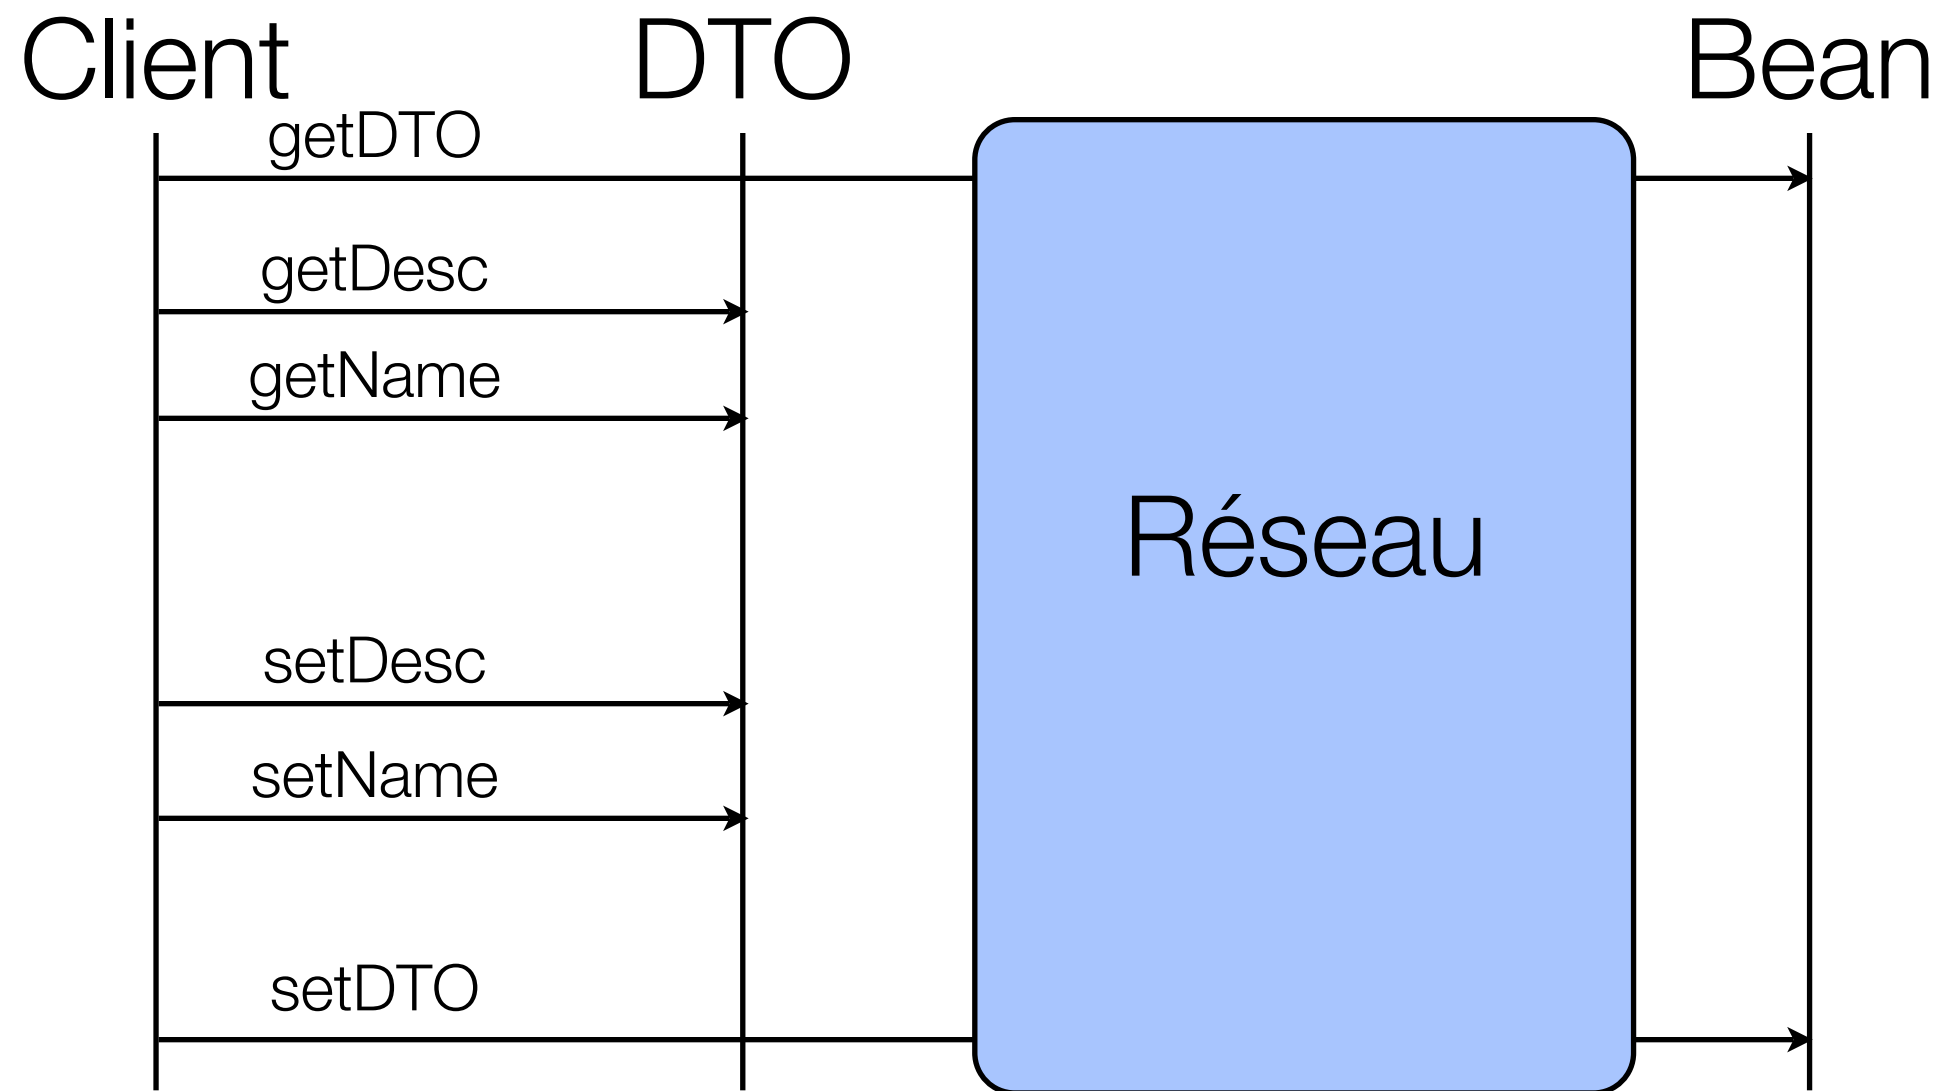 Client
DTO
Bean
getDTO
getDesc
getName
Réseau
setDesc
setName
setDTO